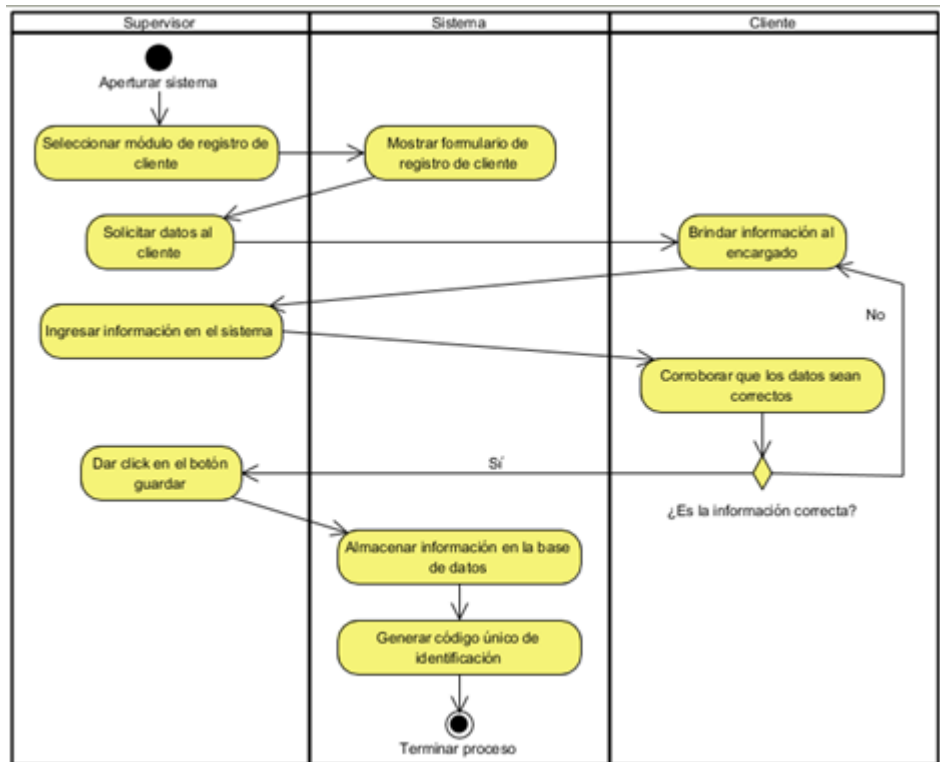 Supervisor
Sistema
Cliente
Aperturar sistema
Seleccionar módulo de registro de
cliente
Mostrar formulario de
registro de cliente
Solicitar datos al
cliente
Brindar información al
encargado
No
Ingresar información en el sistema
Corroborar que los datos sean
correctos
Dar click en el botón
guardar
Sí
¿Es la información correcta?
Almacenar información en la base
de datos
Generar código único de
identificación
Terminar proceso